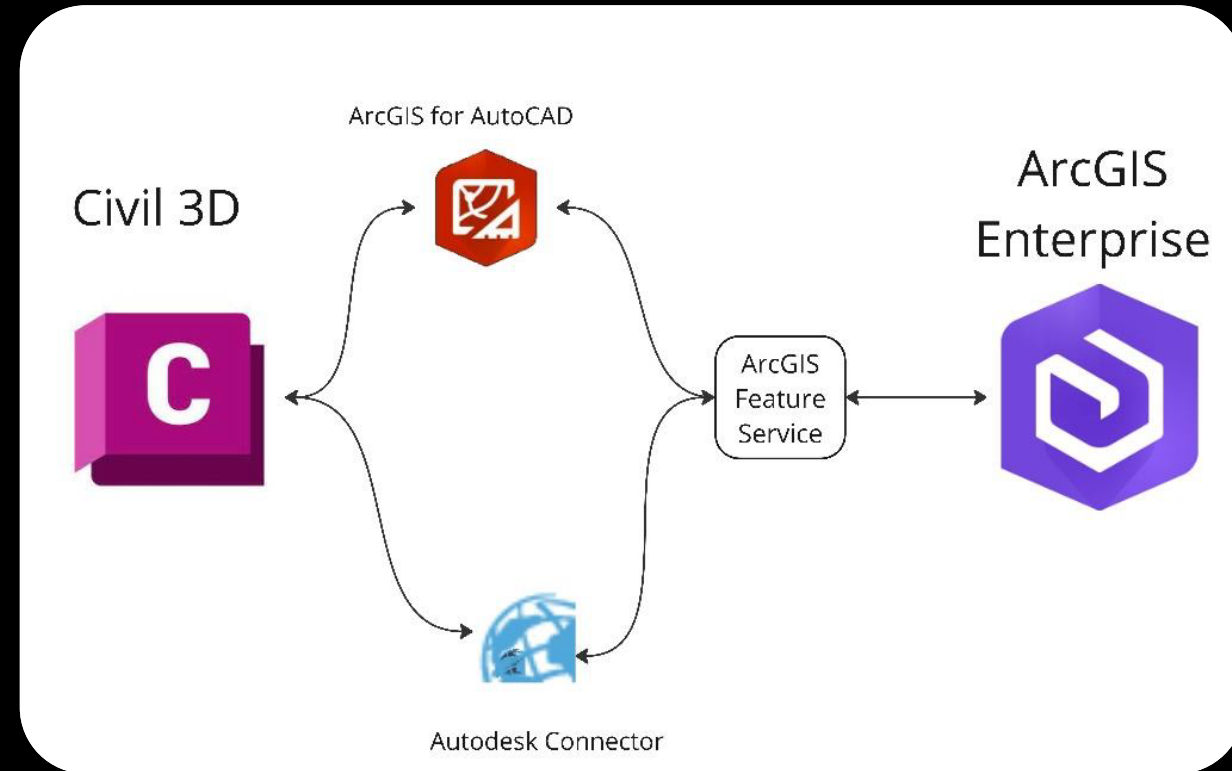 ArcGIS for AutoCAD
Civil 3D
C
ArcGIS
Enterprise
ArcGIS
Feature
Service
Autodesk Connector